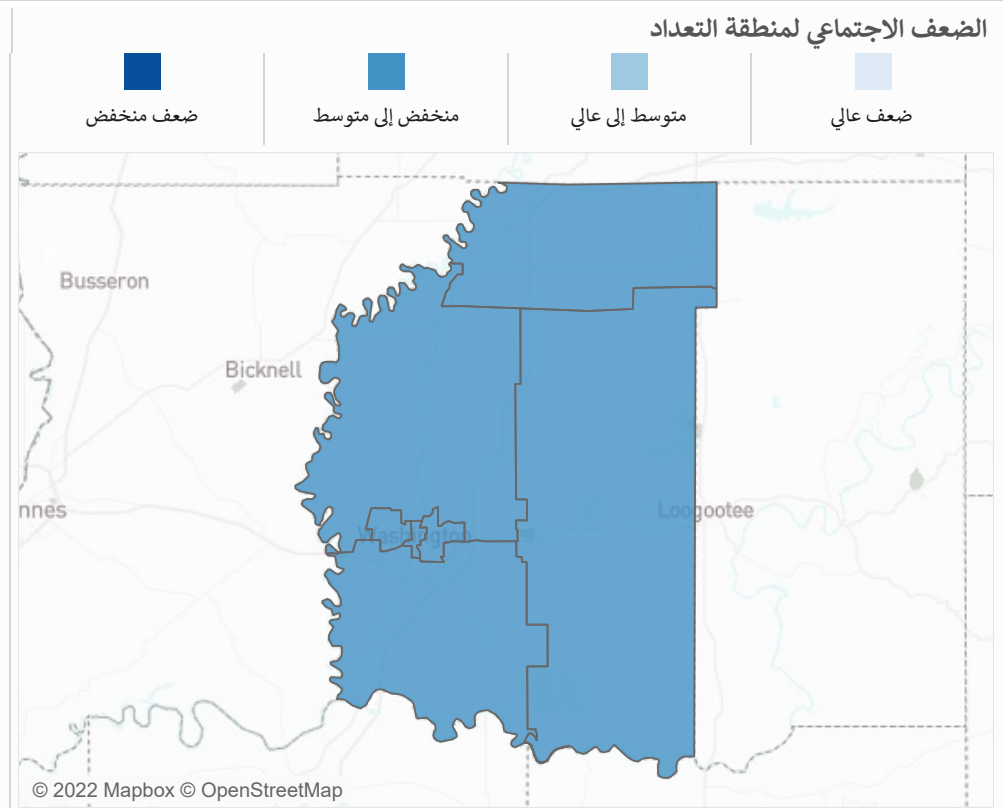 الضعف الاجتماعي لمنطقة التعداد
ضعف عالي
متوسط إلى عالي
منخفض إلى متوسط
ضعف منخفض
Busseron
Bicknell
nnes
Washington
Loogootee
© 2022 Mapbox © OpenStreetMap